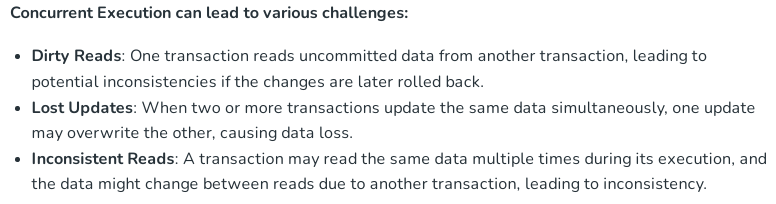 Concurrent Execution can lead to various challenges:
• Dirty Reads: One transaction reads uncommitted data from another transaction, leading to
potential inconsistencies if the changes are later rolled back.
• Lost Updates: When two or more transactions update the same data simultaneously, one update
may overwrite the other, causing data loss.
• Inconsistent Reads: A transaction may read the same data multiple times during its execution, and
the data might change between reads due to another transaction, leading to inconsistency.